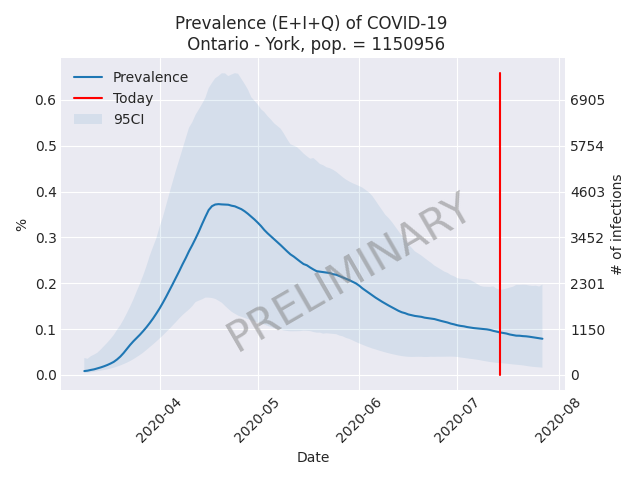 Prevalence (E+I+Q) of COVID-19
Ontario - York, pop. = 1150956
Prevalence
Today
95CI
0.6
0.5
0.4
0.3
0.2
0.1
0.0
%
6905
5754
4603
3452
2301
1150
0
# of infections
PRELIMINARY
2020-04
2020-05
2020-06
2020-07
2020-08
Date